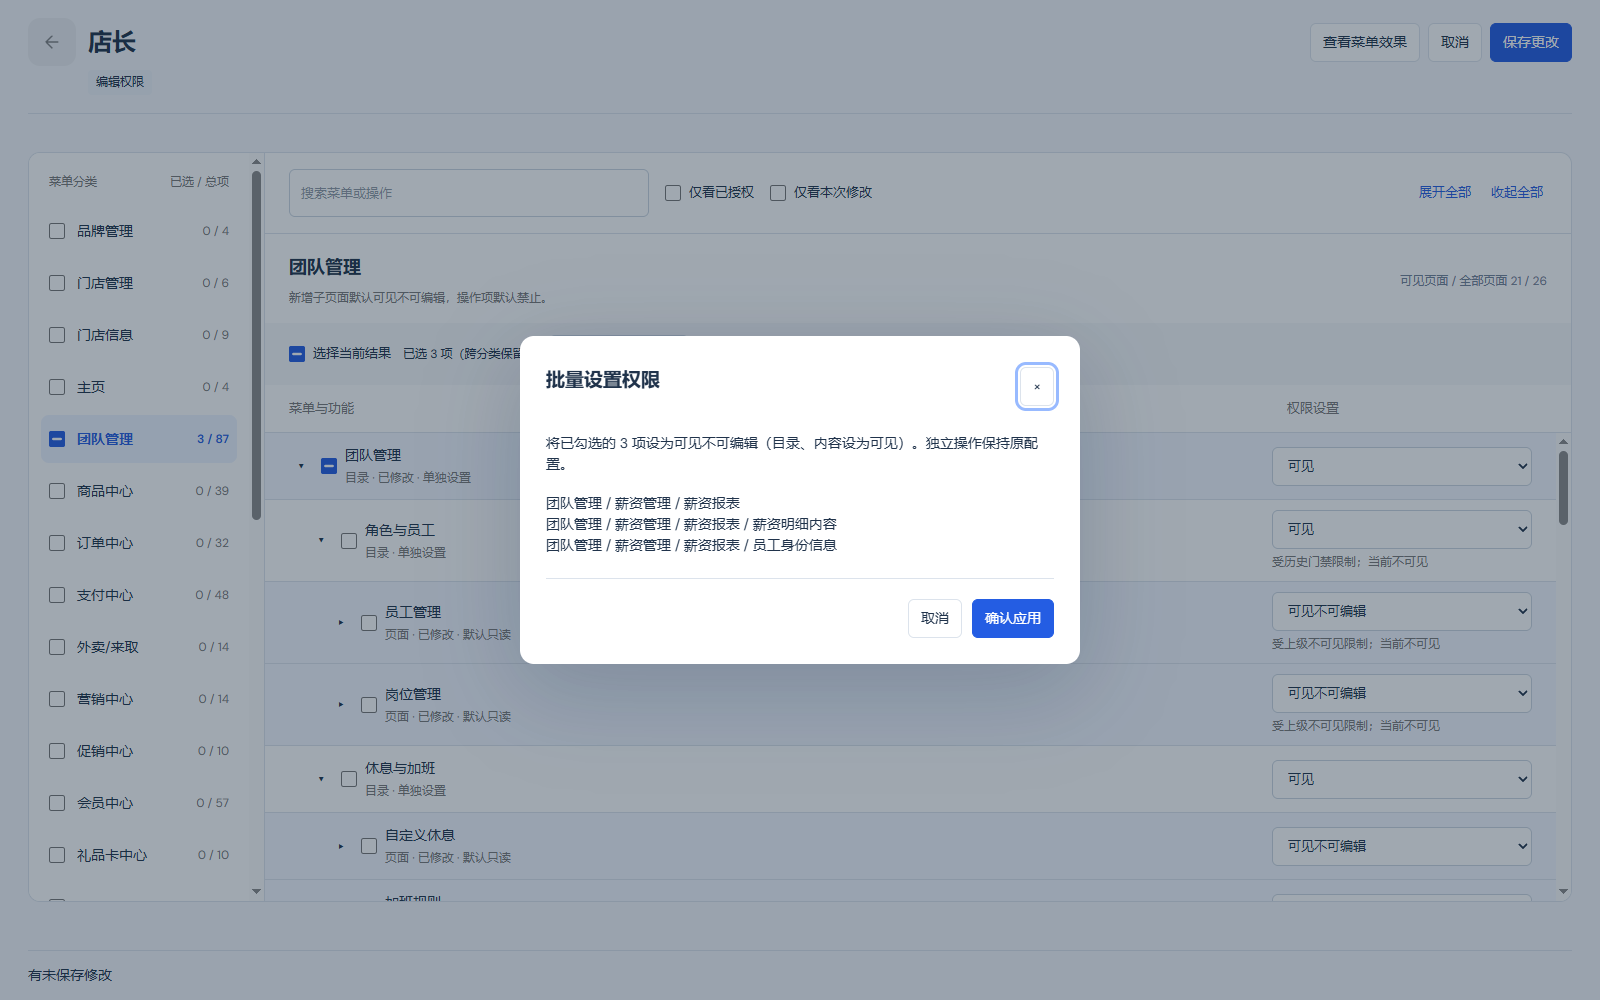 店长
查看菜单效果
取消
保存更改
编辑权限
菜单分类
已选 / 总项
品牌管理
0 / 4
门店管理
0 / 6
门店信息
0 / 9
主页
0 / 4
团队管理
3 / 87
商品中心
0 / 39
订单中心
0 / 32
支付中心
0 / 48
外卖/来取
0 / 14
营销中心
0 / 14
促销中心
0 / 10
会员中心
0 / 57
礼品卡中心
0 / 10
搜索菜单或操作
仅看已授权
仅看本次修改
展开全部
收起全部
团队管理
新增子页面默认可见不可编辑，操作项默认禁止。
可见页面 / 全部页面 21 / 26
选择当前结果
已选 3 项（跨分类保留
菜单与功能
权限设置
团队管理
目录 · 已修改 · 单独设置
可见
角色与员工
目录 · 单独设置
可见
受历史门禁限制；当前不可见
员工管理
页面 · 已修改 · 默认只读
可见不可编辑
受上级不可见限制；当前不可见
岗位管理
页面 · 已修改 · 默认只读
可见不可编辑
受上级不可见限制；当前不可见
休息与加班
目录 · 单独设置
可见
自定义休息
页面 · 已修改 · 默认只读
可见不可编辑
批量设置权限
×
将已勾选的 3 项设为可见不可编辑（目录、内容设为可见）。独立操作保持原配
置。
团队管理 / 薪资管理 / 薪资报表
团队管理 / 薪资管理 / 薪资报表 / 薪资明细内容
团队管理 / 薪资管理 / 薪资报表 / 员工身份信息
取消
确认应用
有未保存修改